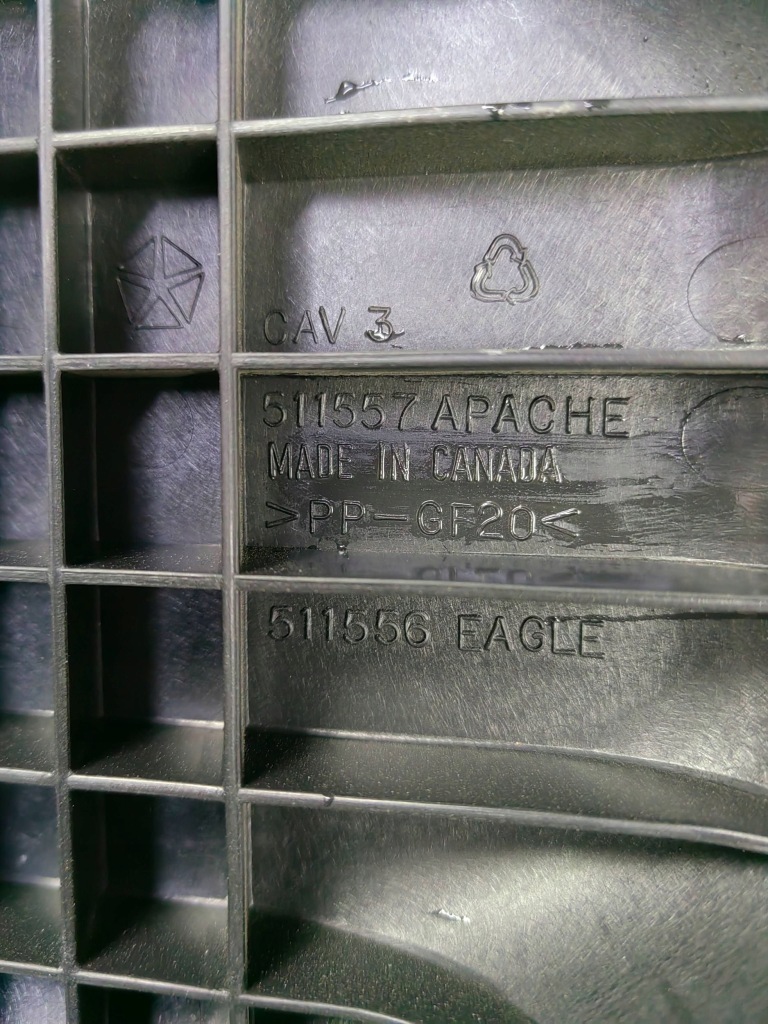 CAV 3
511557 APACHE
MADE IN CANADA
>PP-GF20<
511556 EAGLE